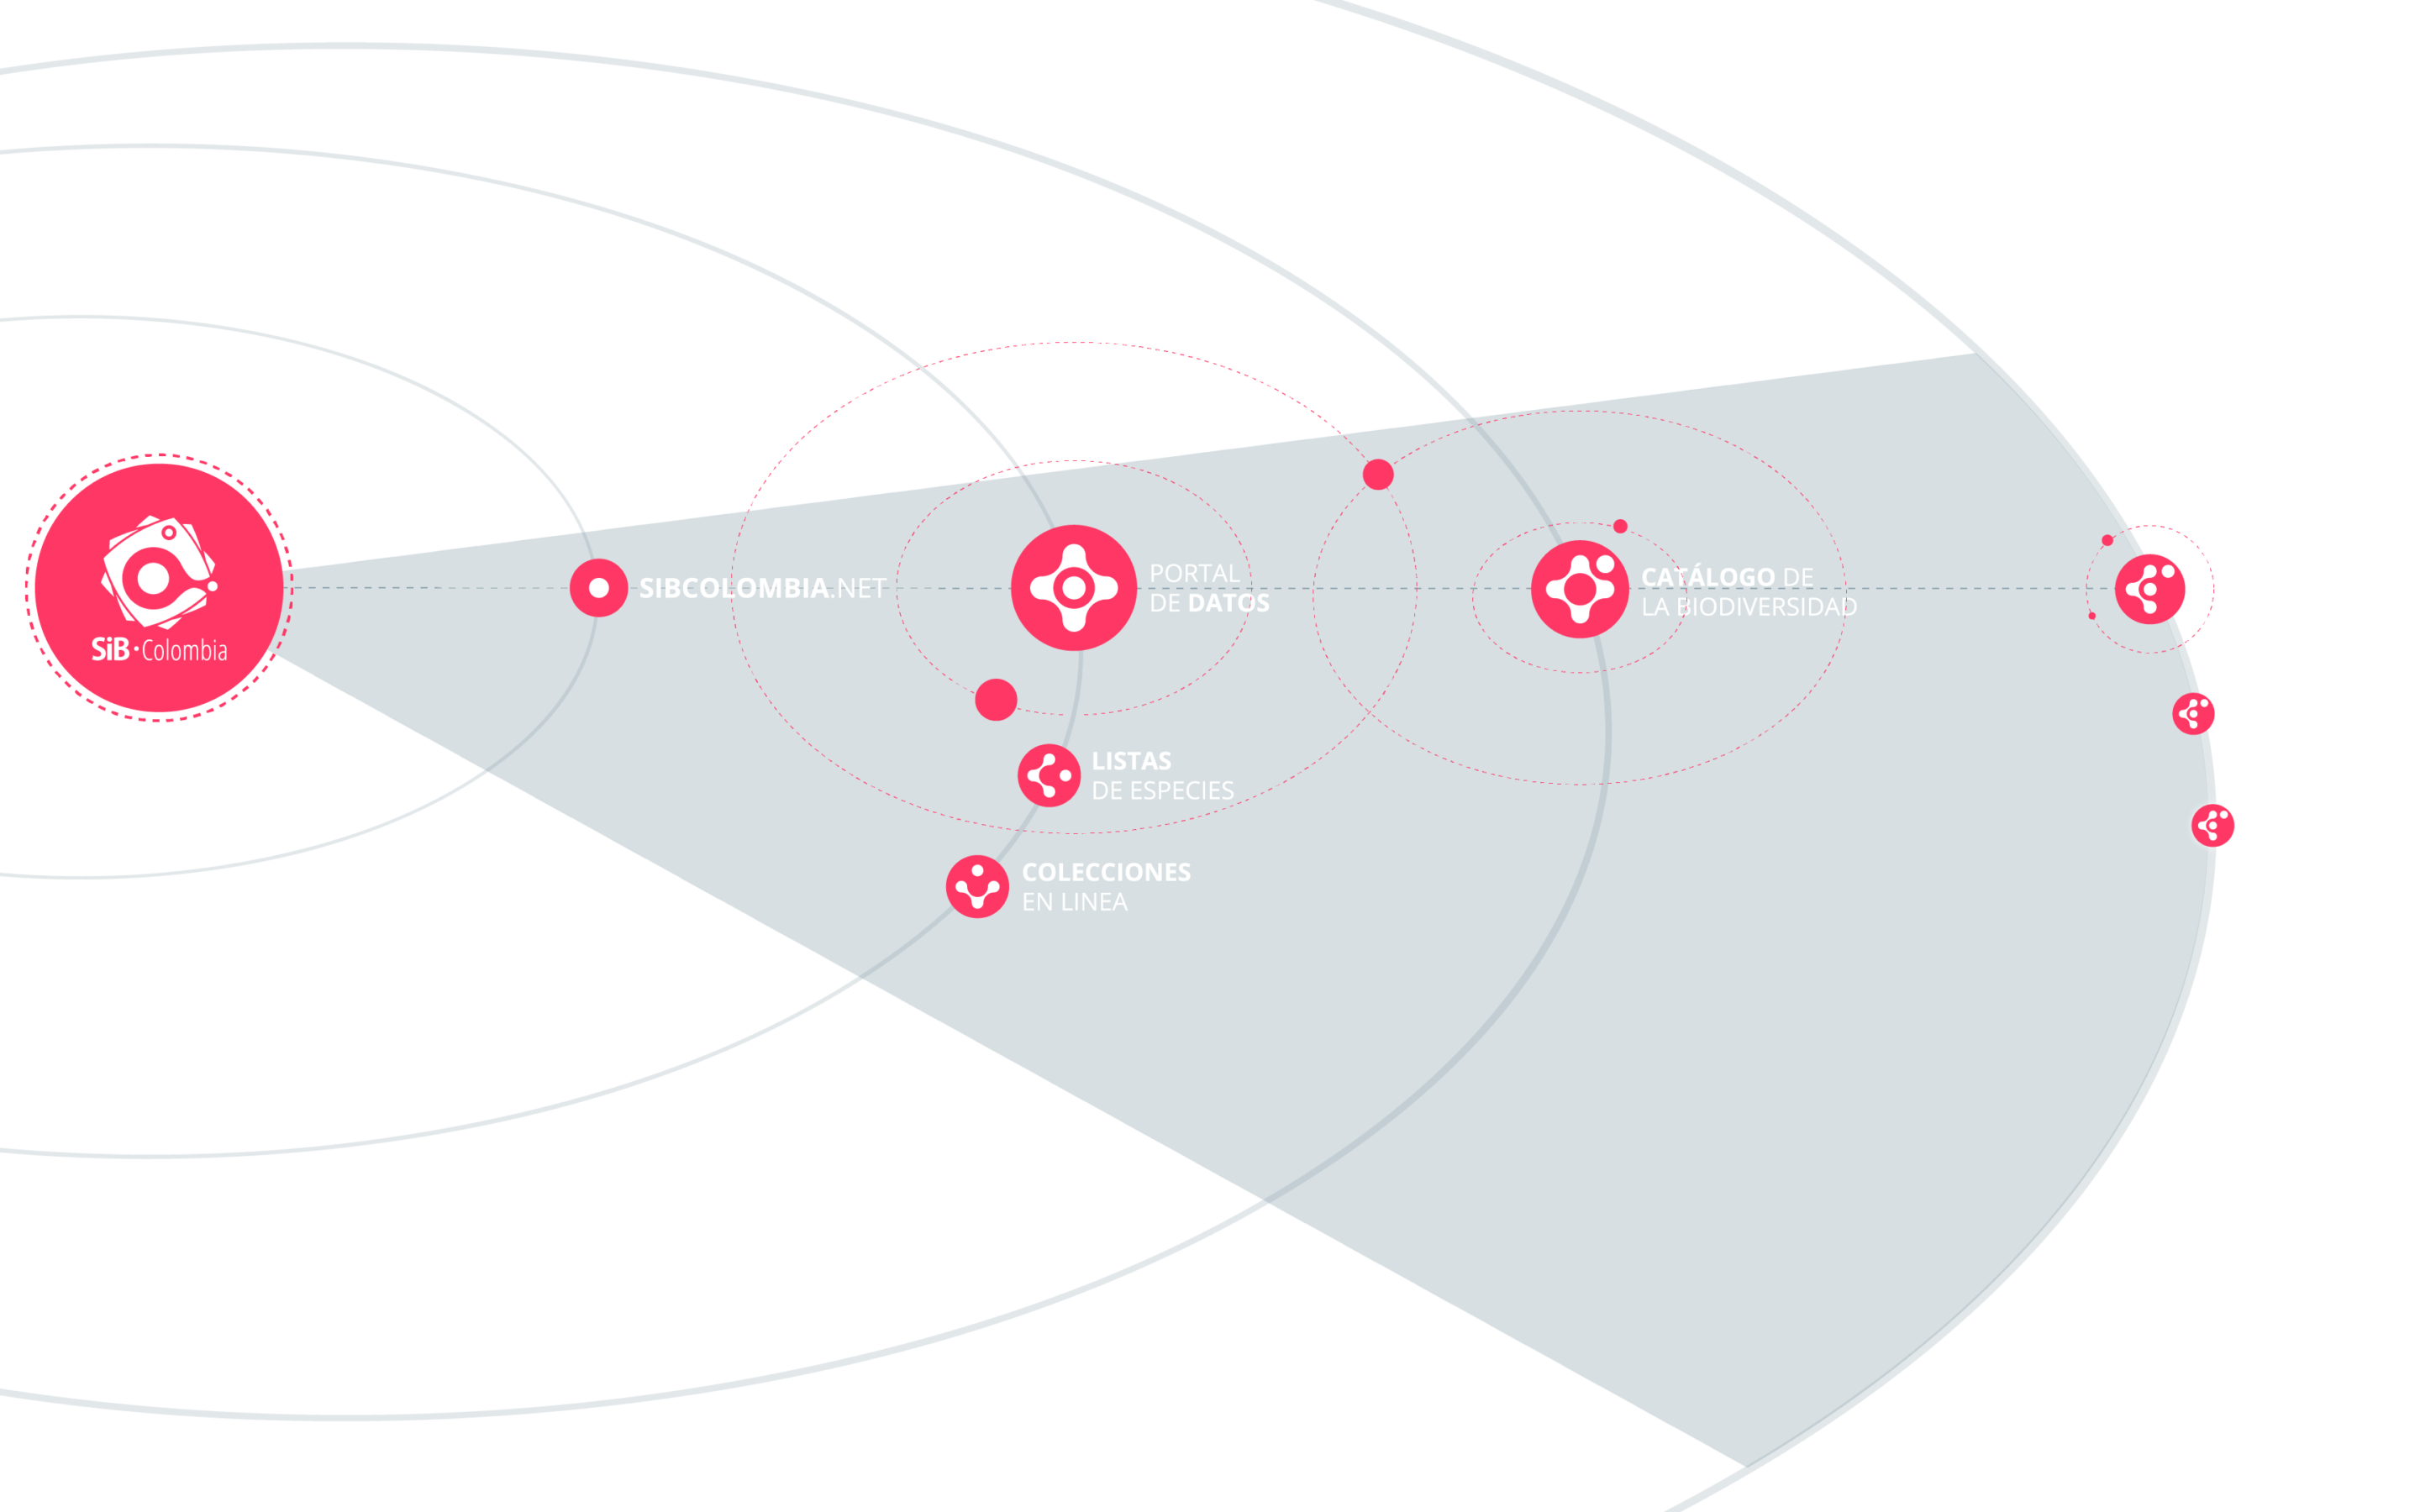 SiB·Colombia
SIBCOLOMBIA.NET
PORTAL
DE DATOS
CATÁLOGO DE
LA BIODIVERSIDAD
LISTAS
DE ESPECIES
COLECCIONES
EN LINEA